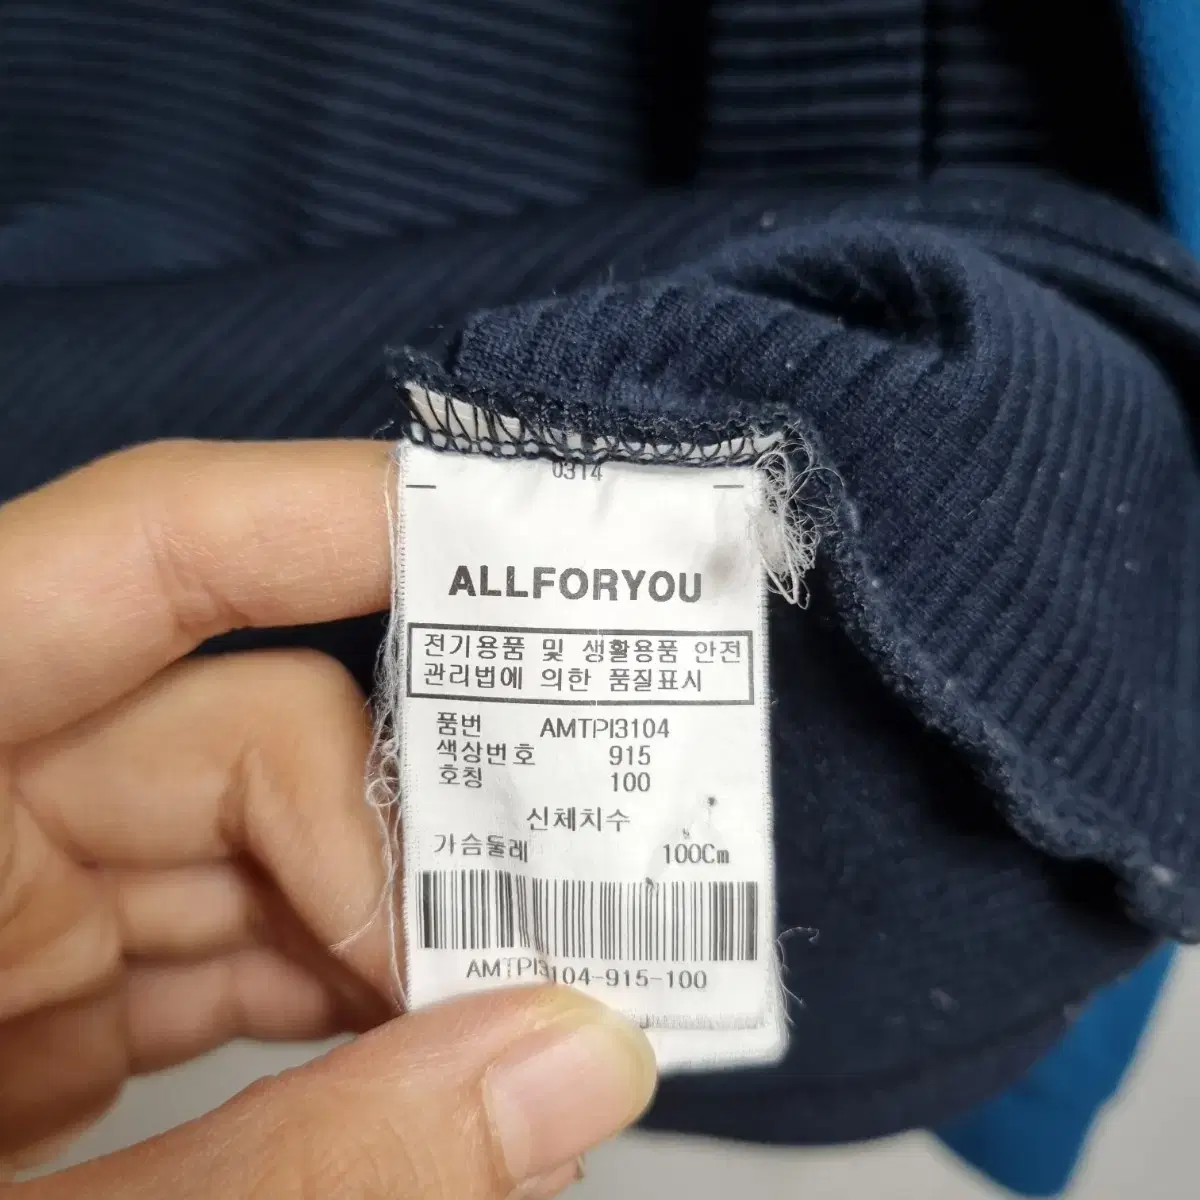 0314
ALLFORYOU
전기용품 및 생활용품 안전
관리법에 의한 품질표시
품번 AMTPI3104
색상번호 915
호칭 100
신체치수
가슴둘레 100Cm
AMTPI3104-915-100